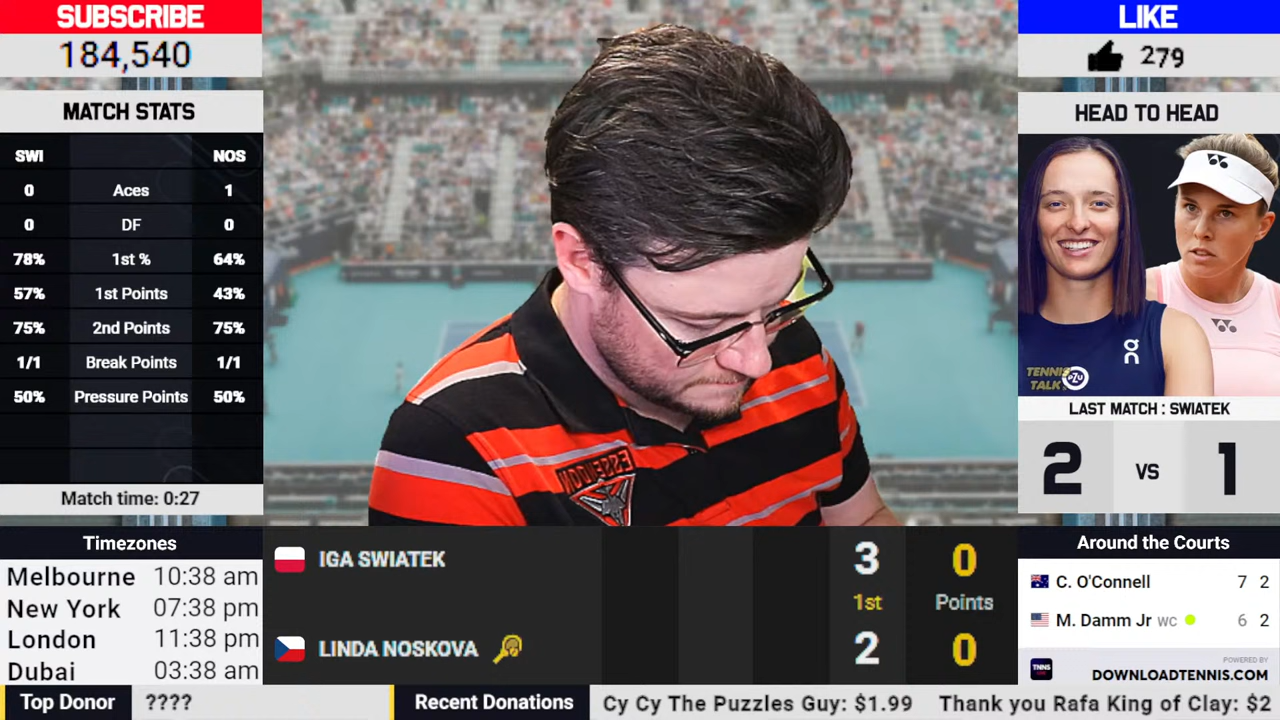 SUBSCRIBE
184,540
MATCH STATS
SWI NOS
0 Aces 1
0 DF 0
78% 1st % 64%
57% 1st Points 43%
75% 2nd Points 75%
1/1 Break Points 1/1
50% Pressure Points 50%
Match time: 0:27
Timezones
Melbourne 10:38 am
New York 07:38 pm
London 11:38 pm
Dubai 03:38 am
IGA SWIATEK 3 0
1st Points
LINDA NOSKOVA 2 0
LIKE
279
HEAD TO HEAD
TENNIS
TALK
eZu
LAST MATCH : SWIATEK
2 VS 1
Around the Courts
C. O'Connell 7 2
M. Damm Jr WC 6 2
TNNS
POWERED BY
DOWNLOADTENNIS.COM
Top Donor ???? Recent Donations Cy Cy The Puzzles Guy: $1.99 Thank you Rafa King of Clay: $2